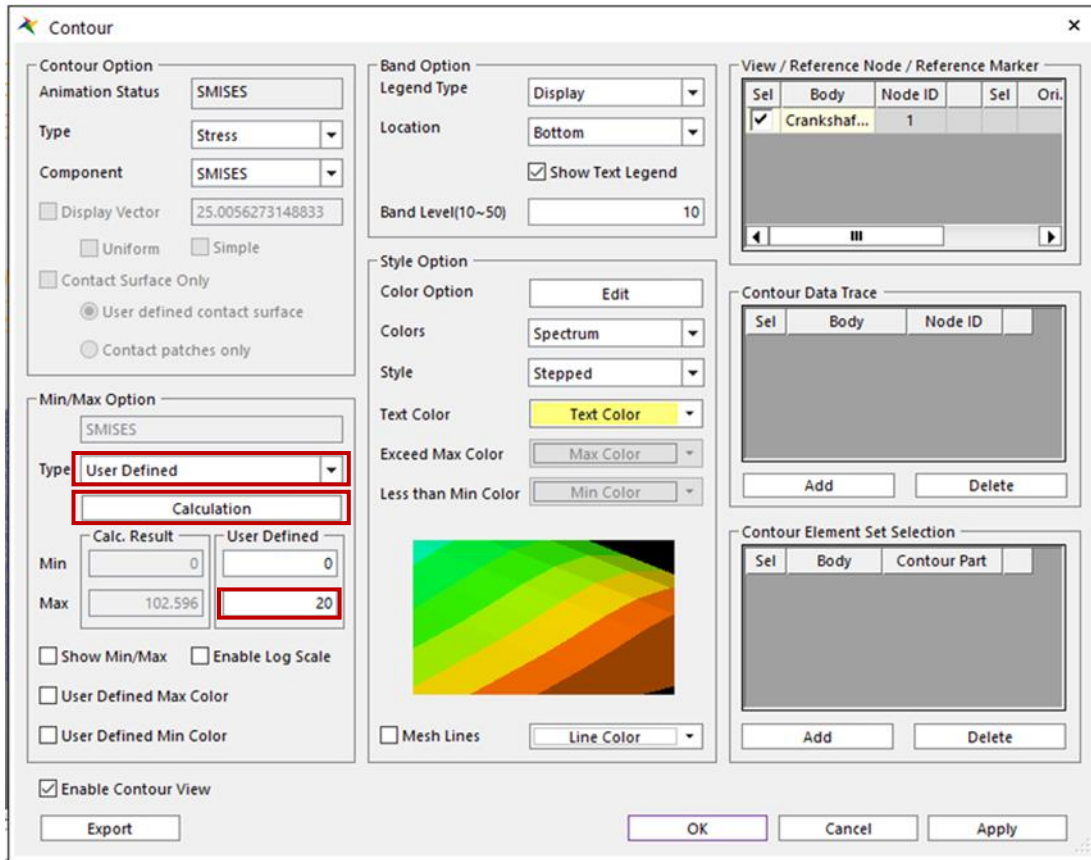 Contour
Contour Option
Animation Status SMISES
Type Stress
Component SMISES
Display Vector 25.0056273148833
Uniform Simple
Contact Surface Only
User defined contact surface
Contact patches only
Min/Max Option
SMISES
Type User Defined
Calculation
Calc. Result User Defined
Min 0 0
Max 102.596 20
Show Min/Max Enable Log Scale
User Defined Max Color
User Defined Min Color
Enable Contour View
Export
Band Option
Legend Type Display
Location Bottom
Show Text Legend
Band Level(10~50) 10
Style Option
Color Option Edit
Colors Spectrum
Style Stepped
Text Color Text Color
Exceed Max Color Max Color
Less than Min Color Min Color
Mesh Lines Line Color
View / Reference Node / Reference Marker
Sel Body Node ID Sel Ori.
Crankshaf... 1
Contour Data Trace
Sel Body Node ID
Add Delete
Contour Element Set Selection
Sel Body Contour Part
Add Delete
OK Cancel Apply